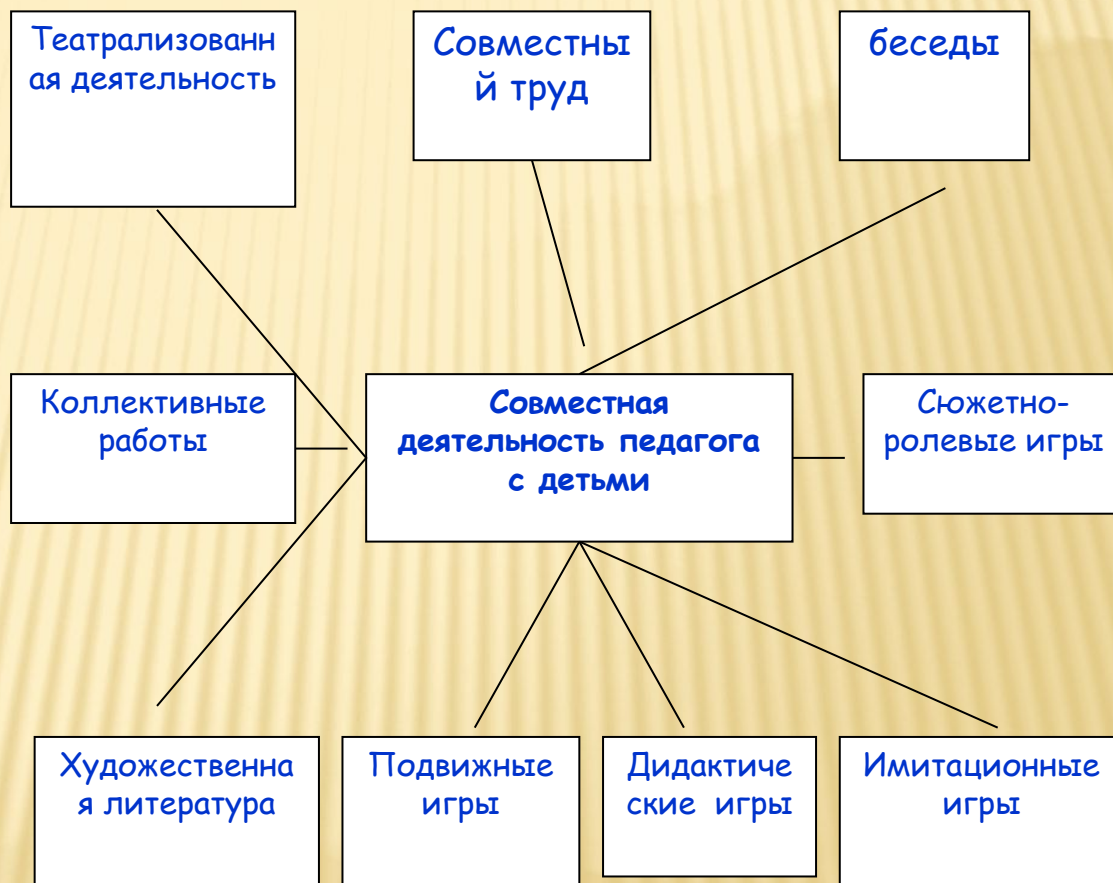 Театрализованн
ая деятельность
Совместны
й труд
беседы
Коллективные
работы
Совместная
деятельность педагога
с детьми
Сюжетно-
ролевые игры
Художественна
я литература
Подвижные
игры
Дидактиче
ские игры
Имитационные
игры